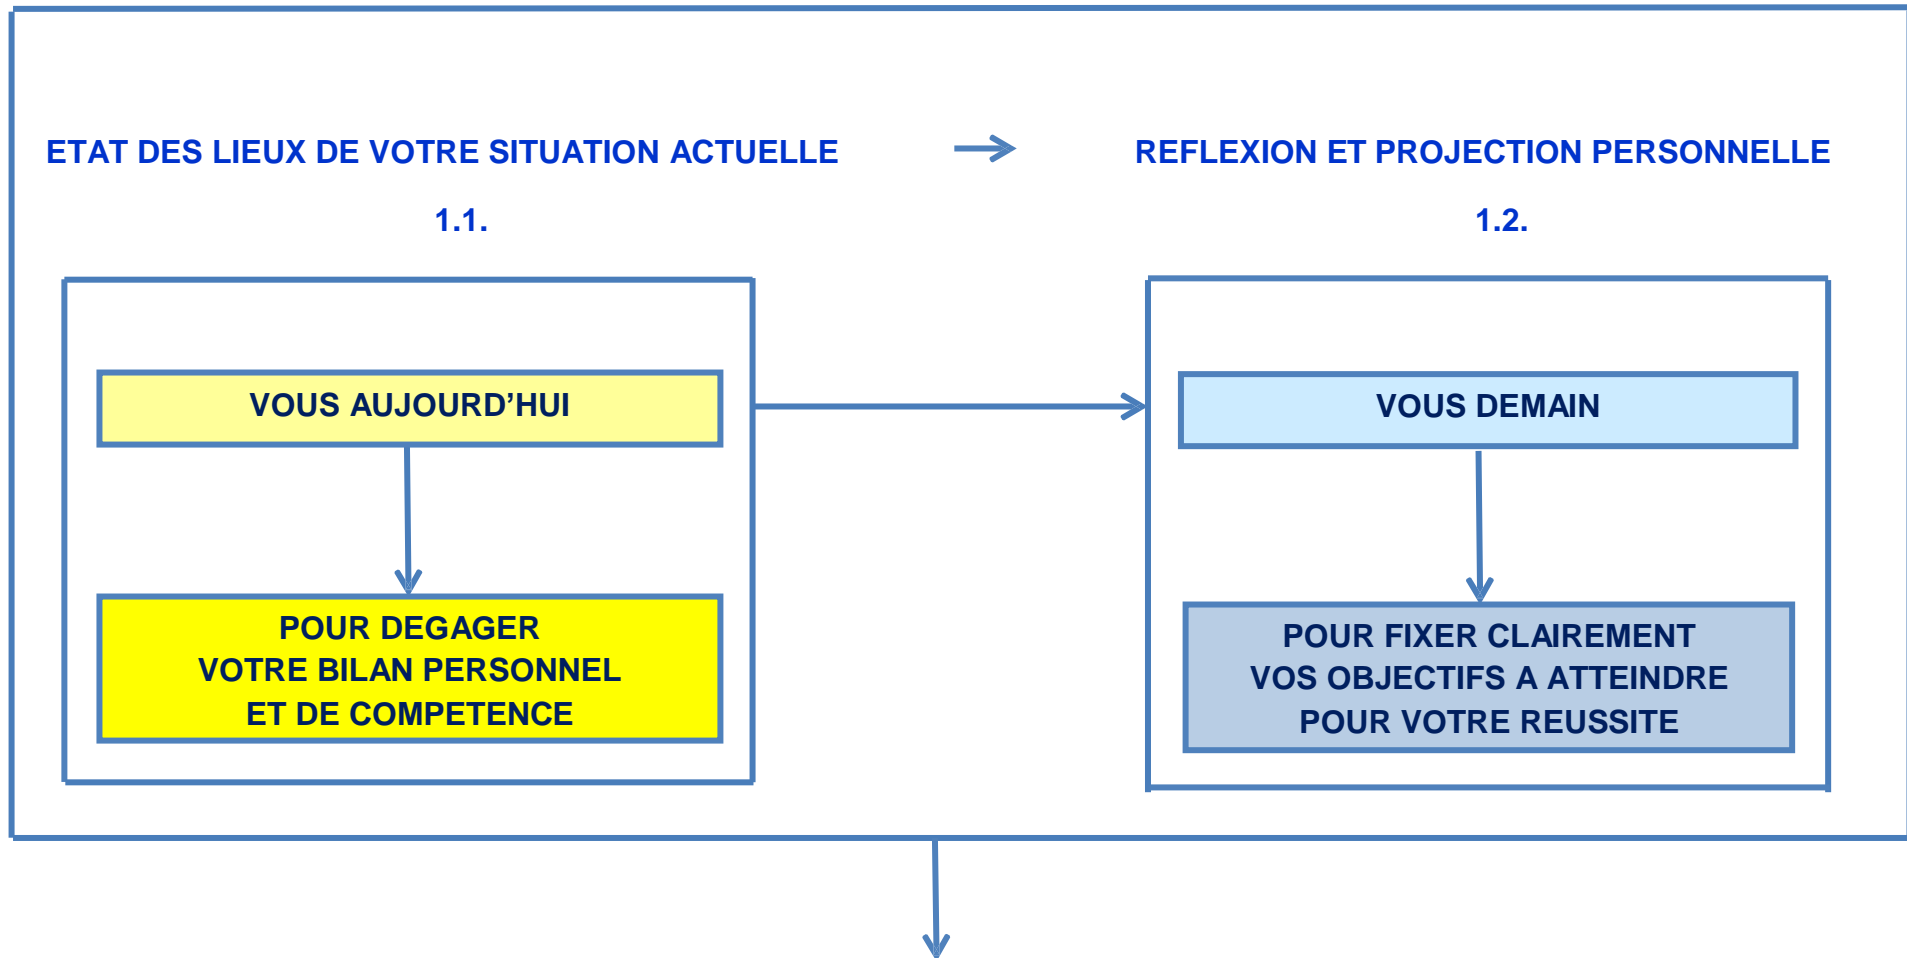 ETAT DES LIEUX DE VOTRE SITUATION ACTUELLE
1.1.
VOUS AUJOURD’HUI
POUR DEGAGER
VOTRE BILAN PERSONNEL
ET DE COMPETENCE
REFLEXION ET PROJECTION PERSONNELLE
1.2.
VOUS DEMAIN
POUR FIXER CLAIREMENT
VOS OBJECTIFS A ATTEINDRE
POUR VOTRE REUSSITE